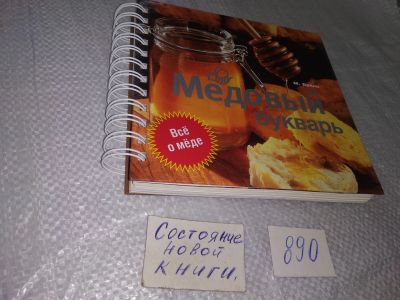 Медовый
букварь
Всё
о мёде
Состояние
новой
книги.
890